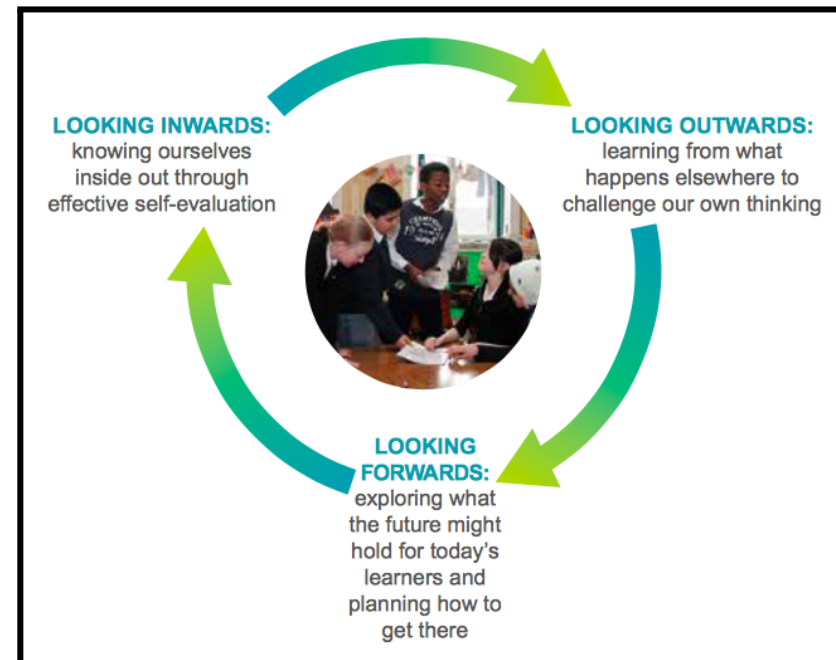 LOOKING INWARDS:
knowing ourselves
inside out through
effective self-evaluation
LOOKING OUTWARDS:
learning from what
happens elsewhere to
challenge our own thinking
LOOKING
FORWARDS:
exploring what
the future might
hold for today's
learners and
planning how to
get there